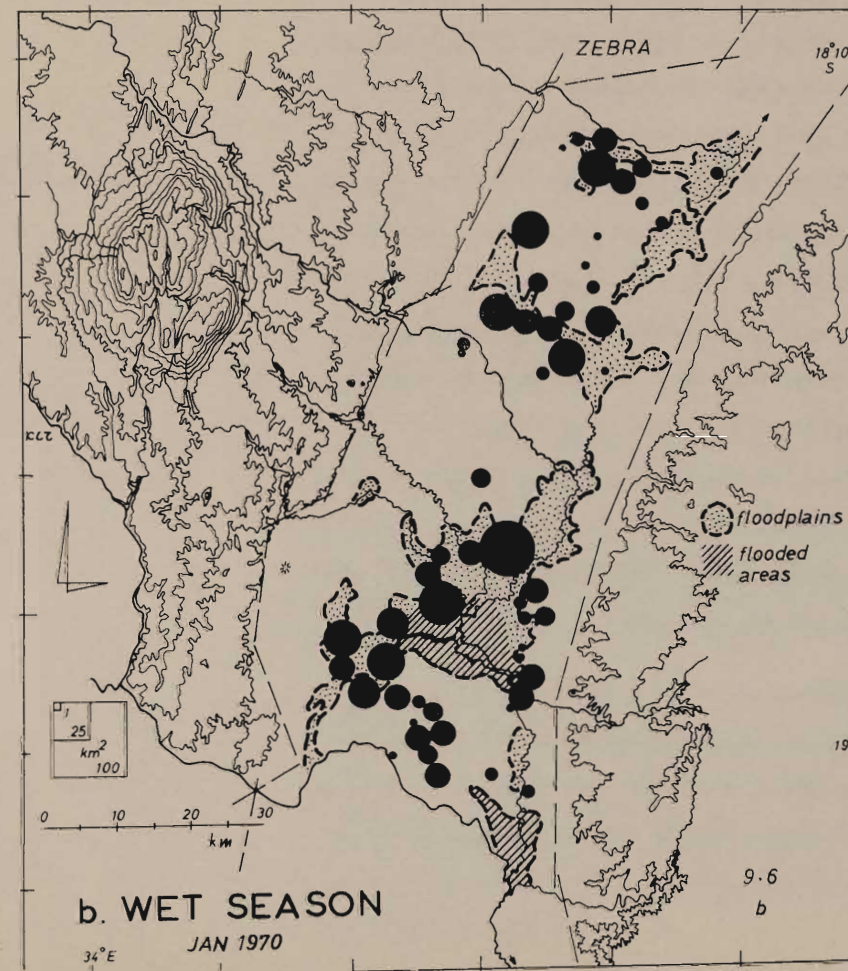 ZEBRA
18°10
S
KLT
floodplains
flooded
areas
1
25
km²
100
19
0 10 20 30
km
9·6
b
b. WET SEASON
JAN 1970
34°E